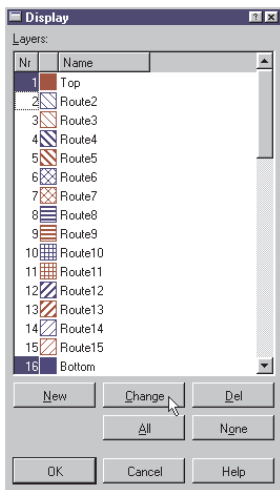 Display
Layers:
Nr Name
1 Top
2 Route2
3 Route3
4 Route4
5 Route5
6 Route6
7 Route7
8 Route8
9 Route9
10 Route10
11 Route11
12 Route12
13 Route13
14 Route14
15 Route15
16 Bottom
New Change Del
All None
OK Cancel Help